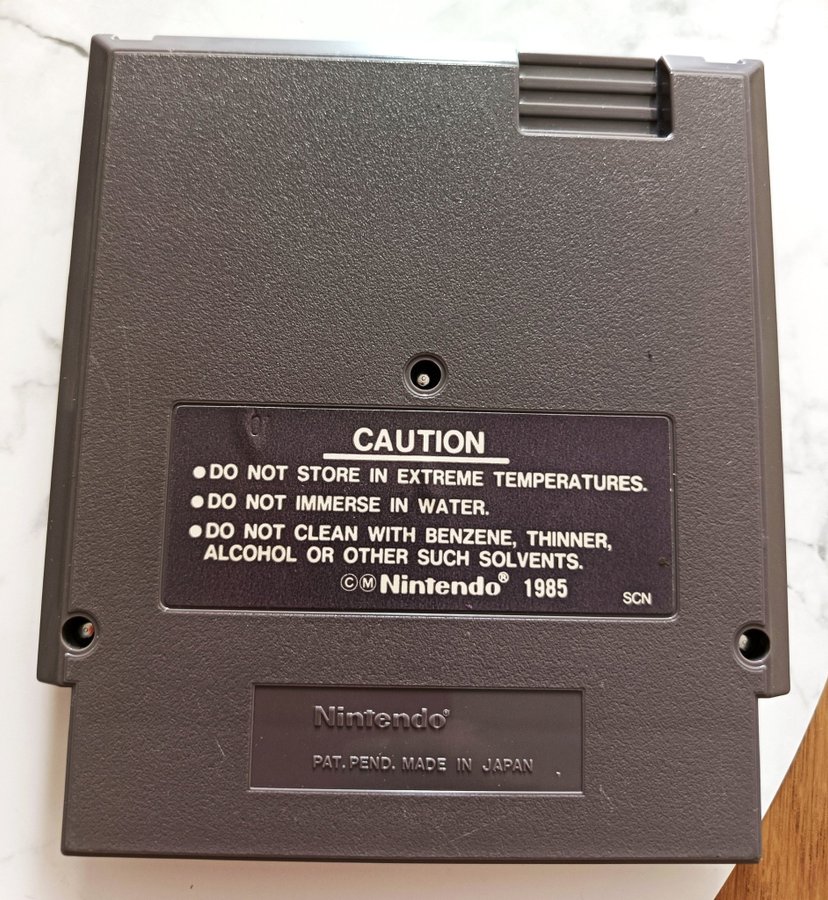 CAUTION
●DO NOT STORE IN EXTREME TEMPERATURES.
●DO NOT IMMERSE IN WATER.
●DO NOT CLEAN WITH BENZENE, THINNER,
ALCOHOL OR OTHER SUCH SOLVENTS.
©Ⓜ Nintendo® 1985 SCN
Nintendo®
PAT. PEND. MADE IN JAPAN